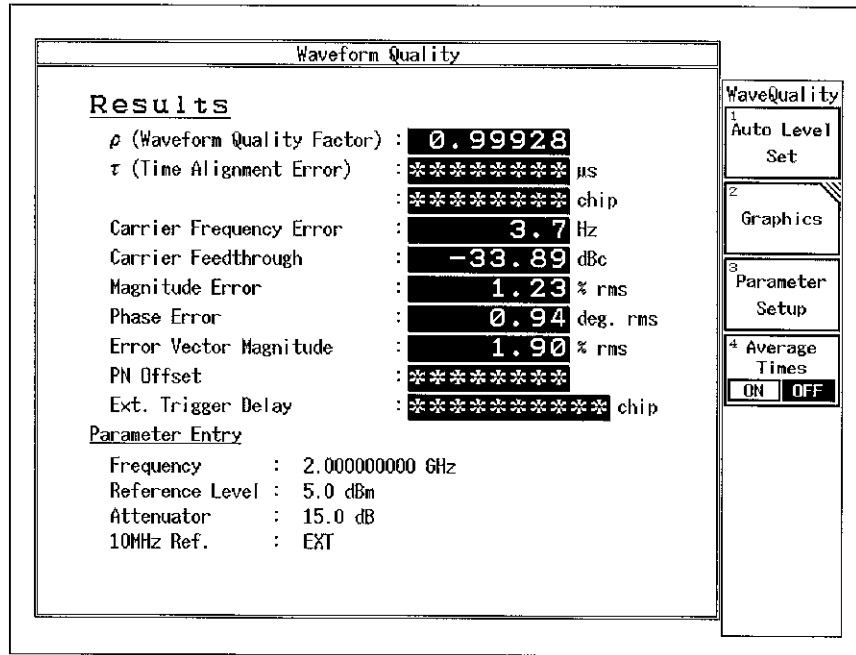 Waveform Quality
Results
ρ (Waveform Quality Factor) : 0.99928
τ (Time Alignment Error) : ******** µs
: ******** chip
Carrier Frequency Error : 3.7 Hz
Carrier Feedthrough : -33.89 dBc
Magnitude Error : 1.23 % rms
Phase Error : 0.94 deg. rms
Error Vector Magnitude : 1.90 % rms
PN Offset : ********
Ext. Trigger Delay : ********** chip
Parameter Entry
Frequency : 2.000000000 GHz
Reference Level : 5.0 dBm
Attenuator : 15.0 dB
10MHz Ref. : EXT
WaveQuality
1 Auto Level
Set
2
Graphics
3
Parameter
Setup
4 Average
Times
ON OFF